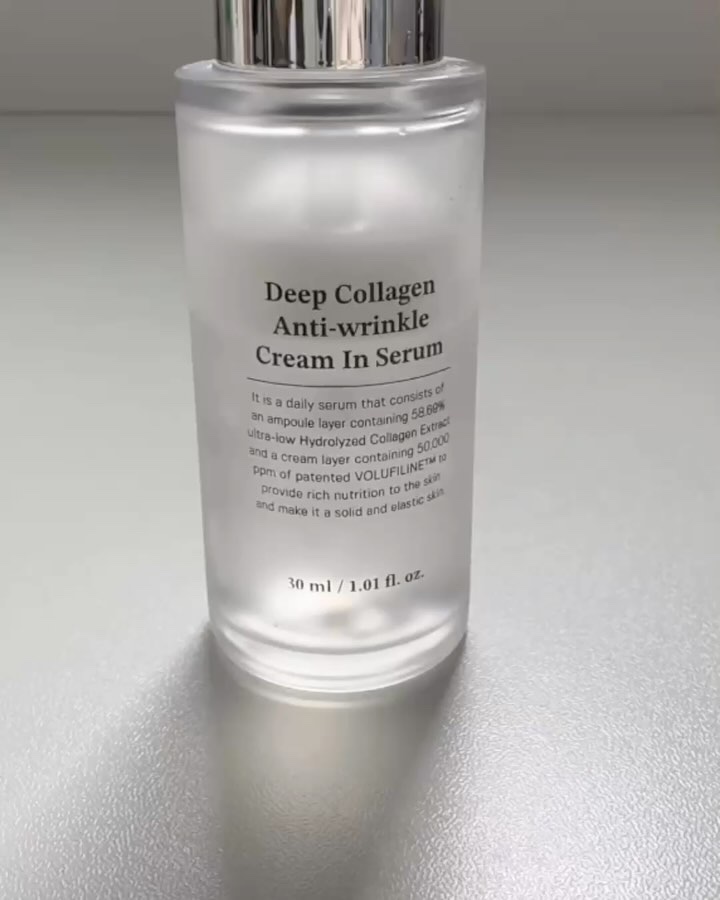 Deep Collagen
Anti-wrinkle
Cream In Serum
It is a daily serum that consists of
an ampoule layer containing 58.69%
ultra-low Hydrolyzed Collagen Extract
and a cream layer containing 50,000
ppm of patented VOLUFILINE™ to
provide rich nutrition to the skin
and make it a solid and elastic skin.
30 ml / 1.01 fl. oz.